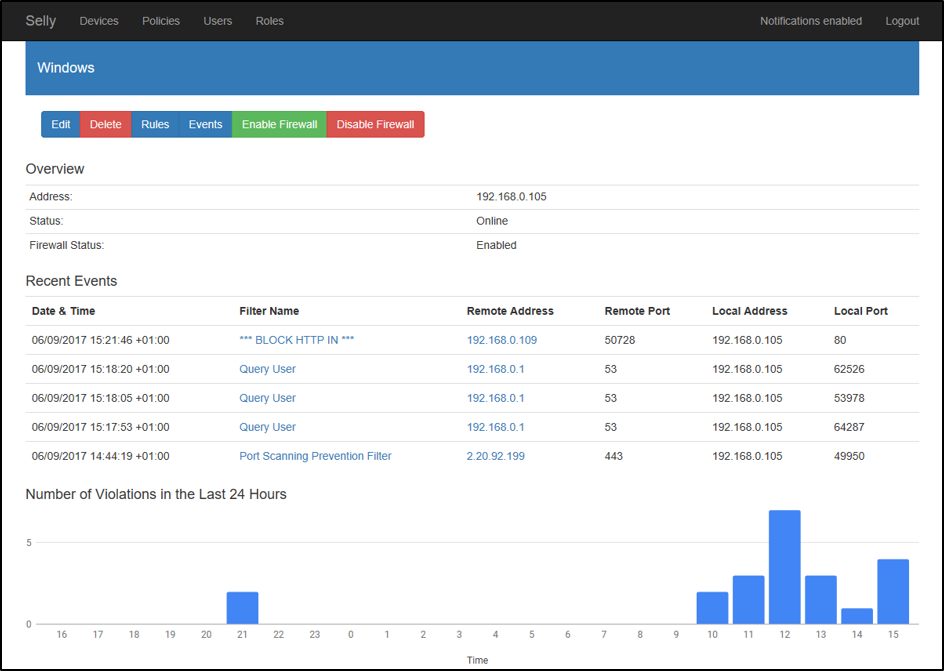 Selly Devices Policies Users Roles Notifications enabled Logout
Windows
Edit Delete Rules Events Enable Firewall Disable Firewall
Overview
Address: 192.168.0.105
Status: Online
Firewall Status: Enabled
Recent Events
Date & Time Filter Name Remote Address Remote Port Local Address Local Port
06/09/2017 15:21:46 +01:00 *** BLOCK HTTP IN *** 192.168.0.109 50728 192.168.0.105 80
06/09/2017 15:18:20 +01:00 Query User 192.168.0.1 53 192.168.0.105 62526
06/09/2017 15:18:05 +01:00 Query User 192.168.0.1 53 192.168.0.105 53978
06/09/2017 15:17:53 +01:00 Query User 192.168.0.1 53 192.168.0.105 64287
06/09/2017 14:44:19 +01:00 Port Scanning Prevention Filter 2.20.92.199 443 192.168.0.105 49950
Number of Violations in the Last 24 Hours
5
0
16 17 18 19 20 21 22 23 0 1 2 3 4 5 6 7 8 9 10 11 12 13 14 15
Time